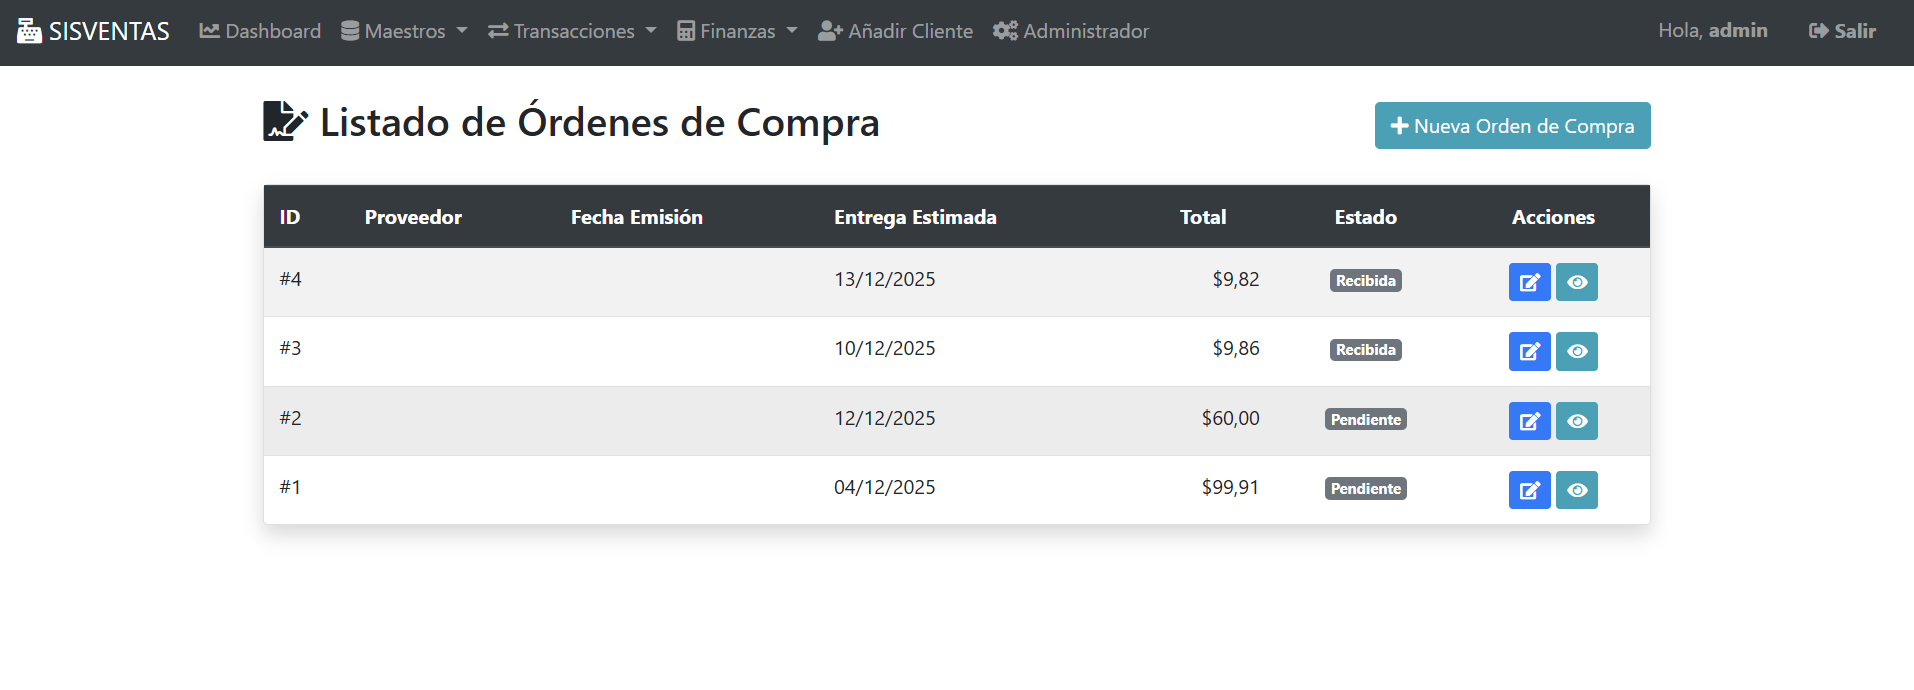 SISVENTAS Dashboard Maestros Transacciones Finanzas Añadir Cliente Administrador Hola, admin Salir
Listado de Órdenes de Compra Nueva Orden de Compra
ID Proveedor Fecha Emisión Entrega Estimada Total Estado Acciones
#4 13/12/2025 $9,82 Recibida
#3 10/12/2025 $9,86 Recibida
#2 12/12/2025 $60,00 Pendiente
#1 04/12/2025 $99,91 Pendiente